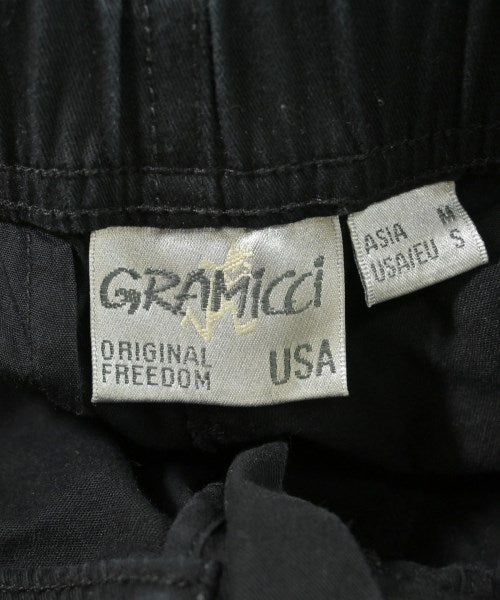 GRAMicci
ORIGINAL
FREEDOM
USA
ASIA M
USA/EU S